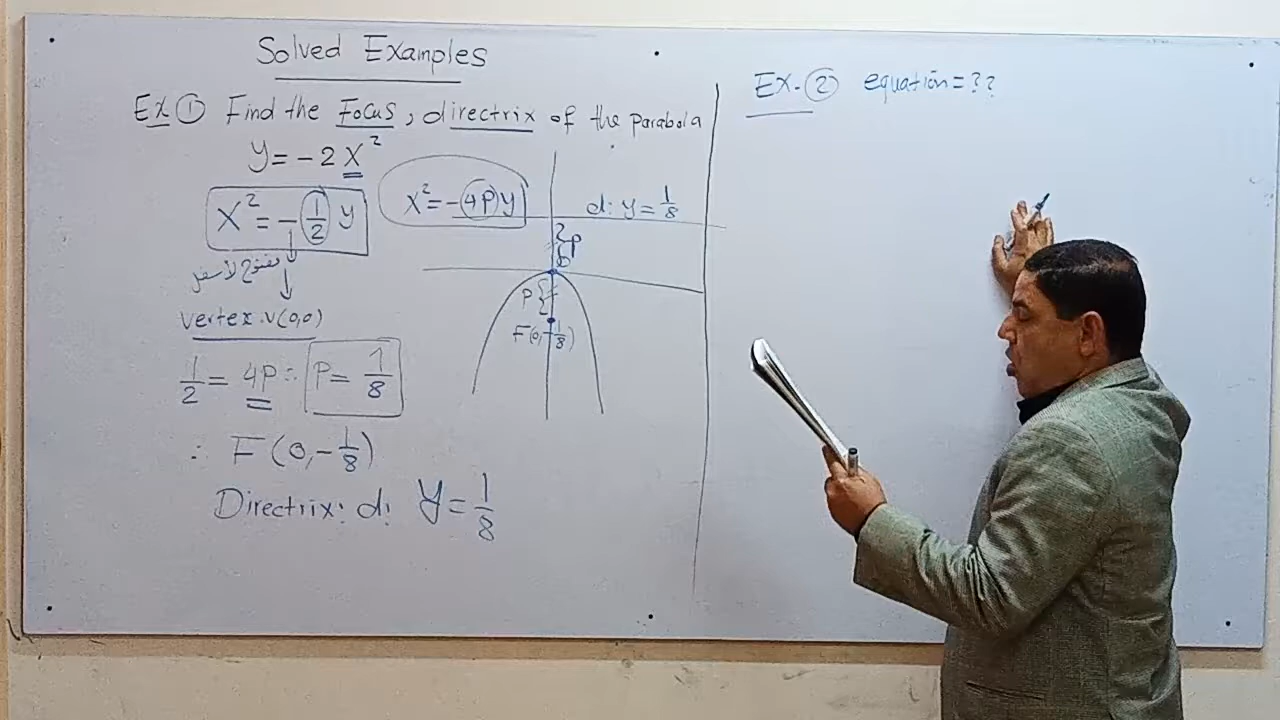 Solved Examples
Ex ① Find the Focus, directrix of the parabola
y = -2 x²
x² = - 1/2 y
مفتوح لأسفل
vertex.v(0,0)
1/2 = 4P ∴ P = 1/8
∴ F(0, -1/8)
Directrix: d: y = 1/8
x² = -4P y
d: y = 1/8
P
P
F(0, -1/8)
EX. ② equation = ??